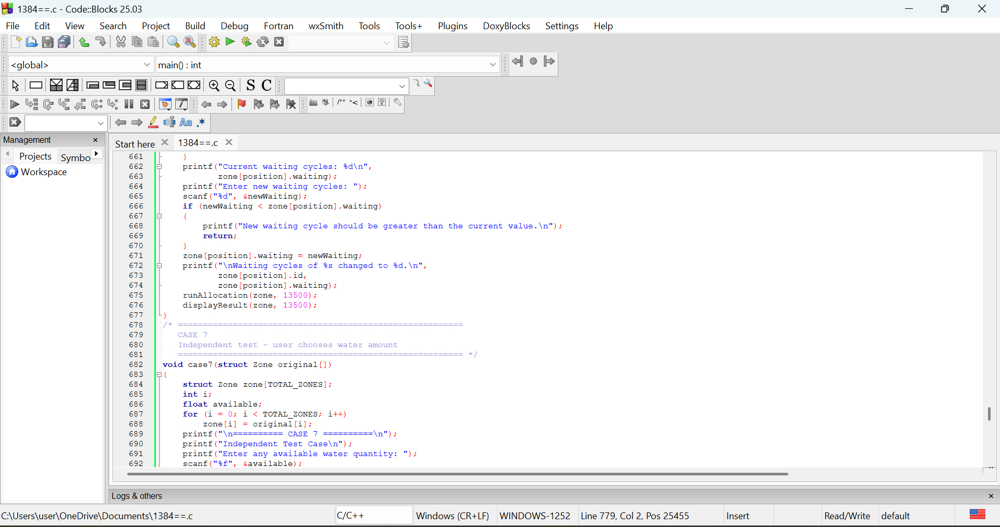 1384==.c - Code::Blocks 25.03
File Edit View Search Project Build Debug Fortran wxSmith Tools Tools+ Plugins DoxyBlocks Settings Help
<global> main() : int
S C
/** *<
Aa .*
Management
Start here 1384==.c
Projects Symbo
Workspace
661 }
662 printf("Current waiting cycles: %d\n",
663 zone[position].waiting);
664 printf("Enter new waiting cycles: ");
665 scanf("%d", &newWaiting);
666 if (newWaiting < zone[position].waiting)
667 {
668 printf("New waiting cycle should be greater than the current value.\n");
669 return;
670 }
671 zone[position].waiting = newWaiting;
672 printf("\nWaiting cycles of %s changed to %d.\n",
673 zone[position].id,
674 zone[position].waiting);
675 runAllocation(zone, 13500);
676 displayResult(zone, 13500);
677 }
678 /* =========================================================
679 CASE 7
680 Independent test - user chooses water amount
681 ========================================================= */
682 void case7(struct Zone original[])
683 {
684 struct Zone zone[TOTAL_ZONES];
685 int i;
686 float available;
687 for (i = 0; i < TOTAL_ZONES; i++)
688 zone[i] = original[i];
689 printf("\n========== CASE 7 ==========\n");
690 printf("Independent Test Case\n");
691 printf("Enter any available water quantity: ");
692 scanf("%f", &available);
Logs & others
C:\Users\user\OneDrive\Documents\1384==.c C/C++ Windows (CR+LF) WINDOWS-1252 Line 779, Col 2, Pos 25455 Insert Read/Write default